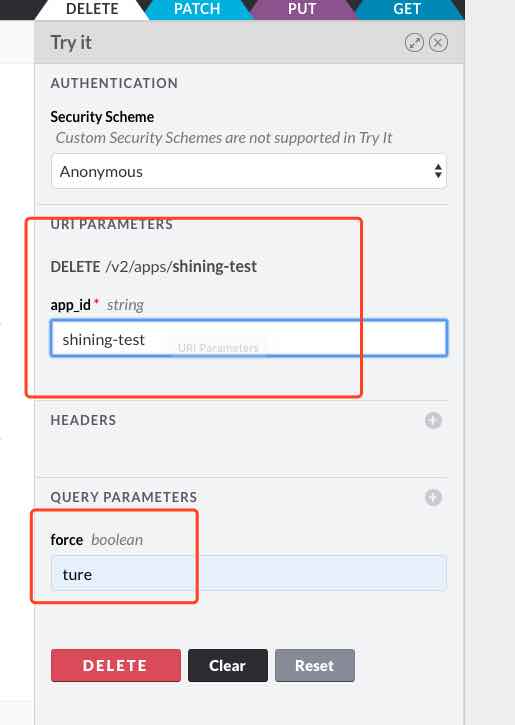 DELETE PATCH PUT GET
Try it
AUTHENTICATION
Security Scheme
Custom Security Schemes are not supported in Try It
Anonymous
URI PARAMETERS
DELETE /v2/apps/shining-test
app_id* string
shining-test
URI Parameters
HEADERS
QUERY PARAMETERS
force boolean
ture
DELETE Clear Reset